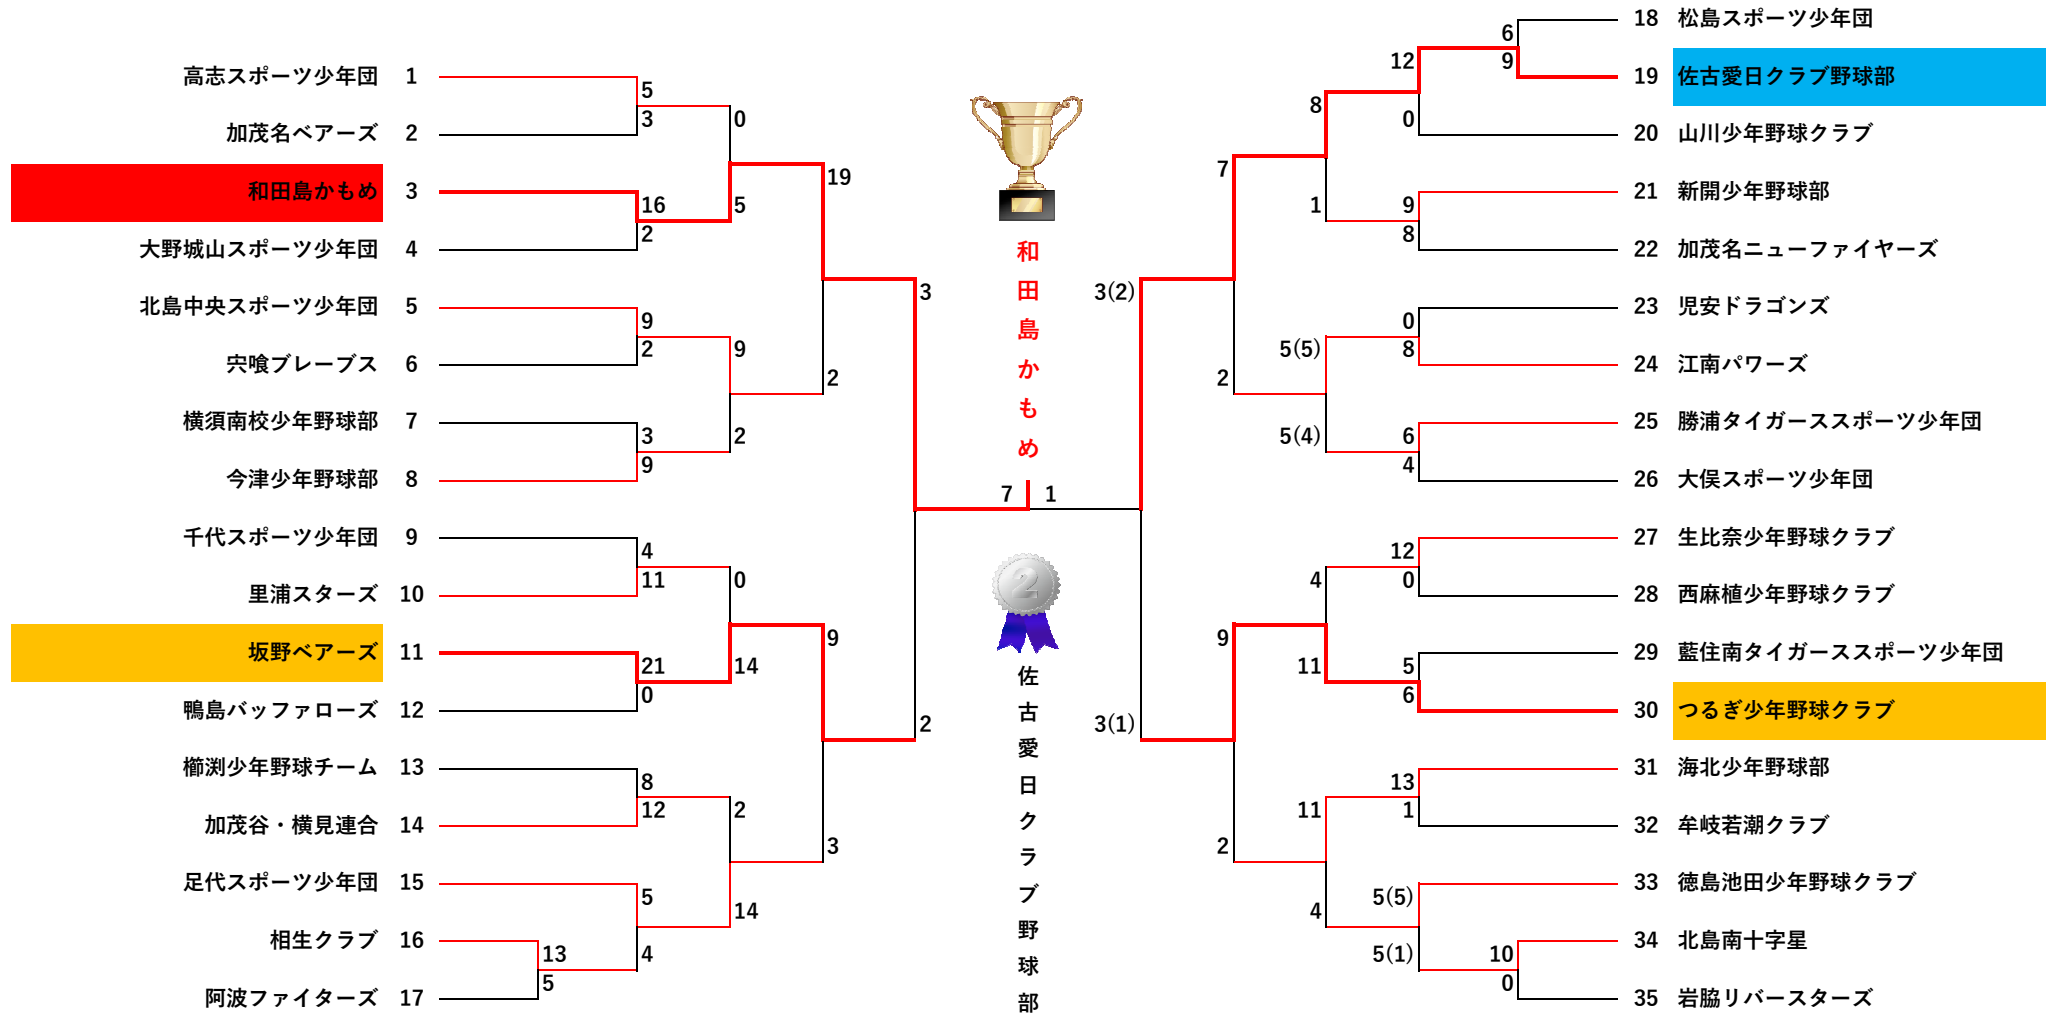 高志スポーツ少年団 1
加茂名ベアーズ 2
和田島かもめ 3
大野城山スポーツ少年団 4
北島中央スポーツ少年団 5
宍喰ブレーブス 6
横須南校少年野球部 7
今津少年野球部 8
千代スポーツ少年団 9
里浦スターズ 10
坂野ベアーズ 11
鴨島バッファローズ 12
櫛渕少年野球チーム 13
加茂谷・横見連合 14
足代スポーツ少年団 15
相生クラブ 16
阿波ファイターズ 17
13
5
5
3
16
2
9
2
3
9
4
11
21
0
8
12
5
4
0
5
9
2
0
14
2
14
19
2
9
3
3
2
和田島かもめ
7 1
2
佐古愛日クラブ野球部
3(2)
3(1)
7
2
9
2
8
1
5(5)
5(4)
4
11
11
4
12
0
9
8
0
8
6
4
12
0
5
6
13
1
5(5)
5(1)
6
9
10
0
18 松島スポーツ少年団
19 佐古愛日クラブ野球部
20 山川少年野球クラブ
21 新開少年野球部
22 加茂名ニューファイヤーズ
23 児安ドラゴンズ
24 江南パワーズ
25 勝浦タイガーススポーツ少年団
26 大俣スポーツ少年団
27 生比奈少年野球クラブ
28 西麻植少年野球クラブ
29 藍住南タイガーススポーツ少年団
30 つるぎ少年野球クラブ
31 海北少年野球部
32 牟岐若潮クラブ
33 徳島池田少年野球クラブ
34 北島南十字星
35 岩脇リバースターズ